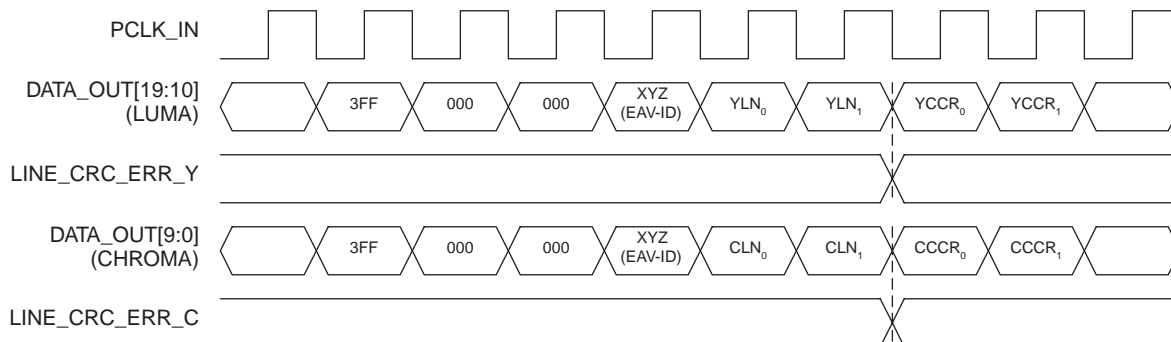 PCLK_IN
DATA_OUT[19:10]
(LUMA)
3FF
000
000
XYZ
(EAV-ID)
YLN₀
YLN₁
YCCR₀
YCCR₁
LINE_CRC_ERR_Y
DATA_OUT[9:0]
(CHROMA)
3FF
000
000
XYZ
(EAV-ID)
CLN₀
CLN₁
CCCR₀
CCCR₁
LINE_CRC_ERR_C